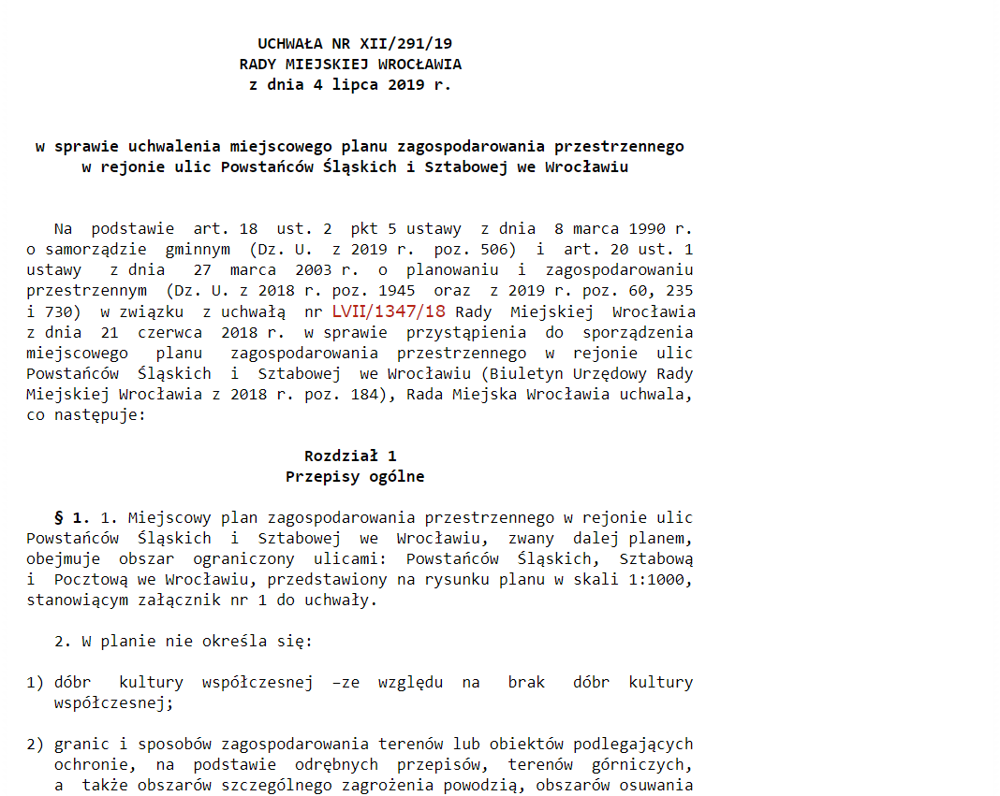 UCHWAŁA NR XII/291/19
RADY MIEJSKIEJ WROCŁAWIA
z dnia 4 lipca 2019 r.
w sprawie uchwalenia miejscowego planu zagospodarowania przestrzennego
w rejonie ulic Powstańców Śląskich i Sztabowej we Wrocławiu
Na podstawie art. 18 ust. 2 pkt 5 ustawy z dnia 8 marca 1990 r.
o samorządzie gminnym (Dz. U. z 2019 r. poz. 506) i art. 20 ust. 1
ustawy z dnia 27 marca 2003 r. o planowaniu i zagospodarowaniu
przestrzennym (Dz. U. z 2018 r. poz. 1945 oraz z 2019 r. poz. 60, 235
i 730) w związku z uchwałą nr LVII/1347/18 Rady Miejskiej Wrocławia
z dnia 21 czerwca 2018 r. w sprawie przystąpienia do sporządzenia
miejscowego planu zagospodarowania przestrzennego w rejonie ulic
Powstańców Śląskich i Sztabowej we Wrocławiu (Biuletyn Urzędowy Rady
Miejskiej Wrocławia z 2018 r. poz. 184), Rada Miejska Wrocławia uchwala,
co następuje:
Rozdział 1
Przepisy ogólne
§ 1. 1. Miejscowy plan zagospodarowania przestrzennego w rejonie ulic
Powstańców Śląskich i Sztabowej we Wrocławiu, zwany dalej planem,
obejmuje obszar ograniczony ulicami: Powstańców Śląskich, Sztabową
i Pocztową we Wrocławiu, przedstawiony na rysunku planu w skali 1:1000,
stanowiącym załącznik nr 1 do uchwały.
2. W planie nie określa się:
1) dóbr kultury współczesnej –ze względu na brak dóbr kultury
współczesnej;
2) granic i sposobów zagospodarowania terenów lub obiektów podlegających
ochronie, na podstawie odrębnych przepisów, terenów górniczych,
a także obszarów szczególnego zagrożenia powodzią, obszarów osuwania